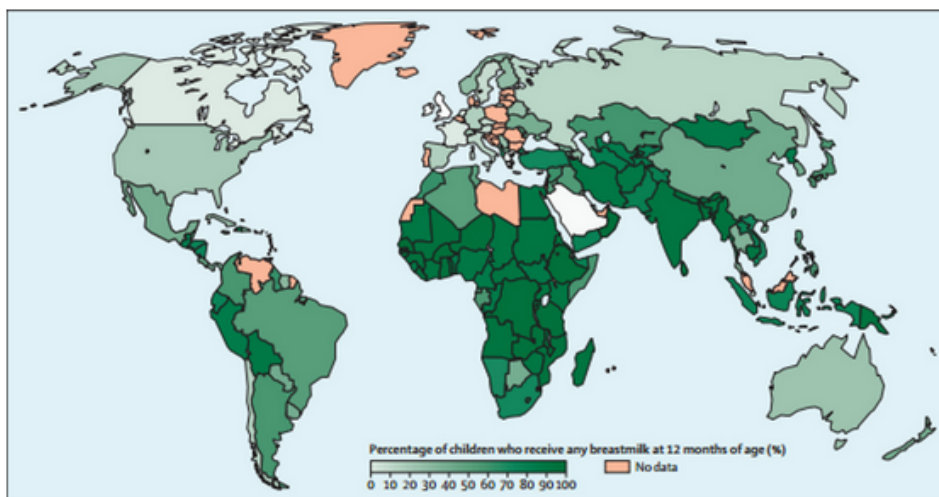 Percentage of children who receive any breastmilk at 12 months of age (%)
0 10 20 30 40 50 60 70 80 90 100
No data